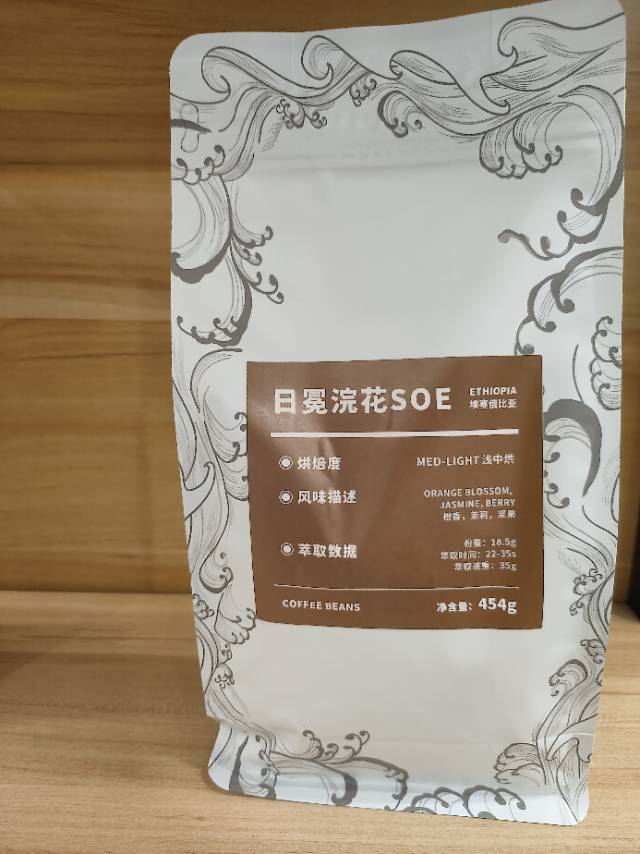 日冕浣花SOE
ETHIOPIA
埃塞俄比亚
烘焙度
MED-LIGHT 浅中烘
风味描述
ORANGE BLOSSOM,
JASMINE, BERRY
橙香，茉莉，浆果
萃取数据
粉量：18.5g
萃取时间：22-35s
萃取液重：35g
COFFEE BEANS
净含量：454g